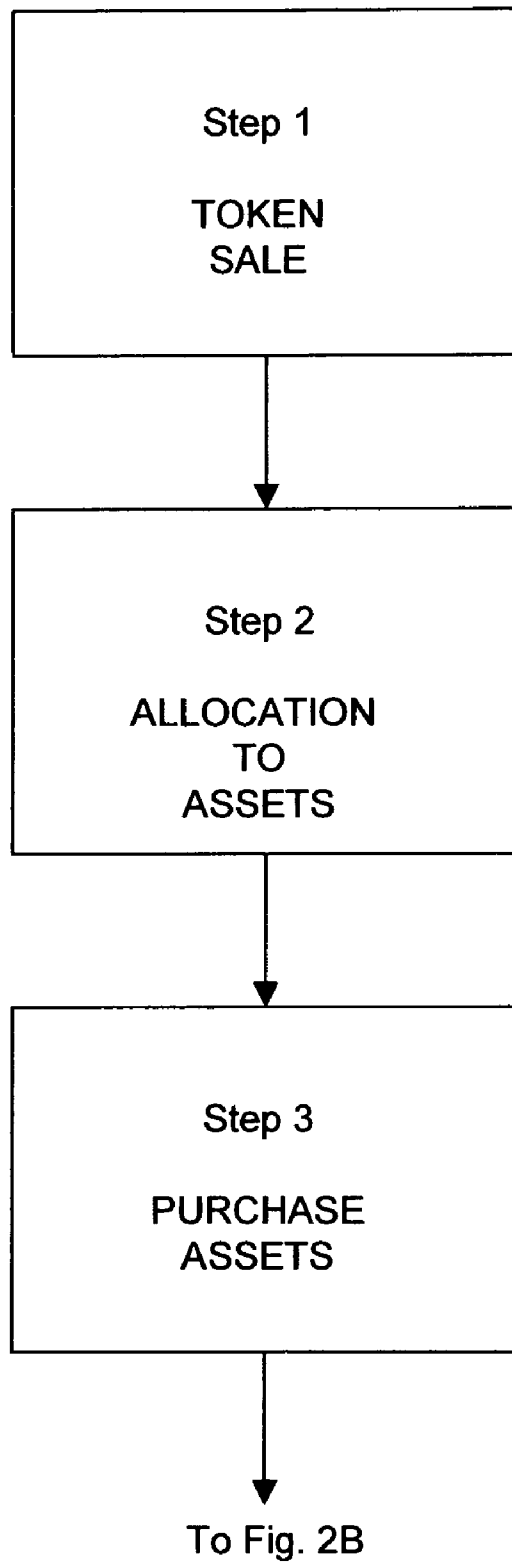 Step 1
TOKEN
SALE
Step 2
ALLOCATION
TO
ASSETS
Step 3
PURCHASE
ASSETS
To Fig. 2B